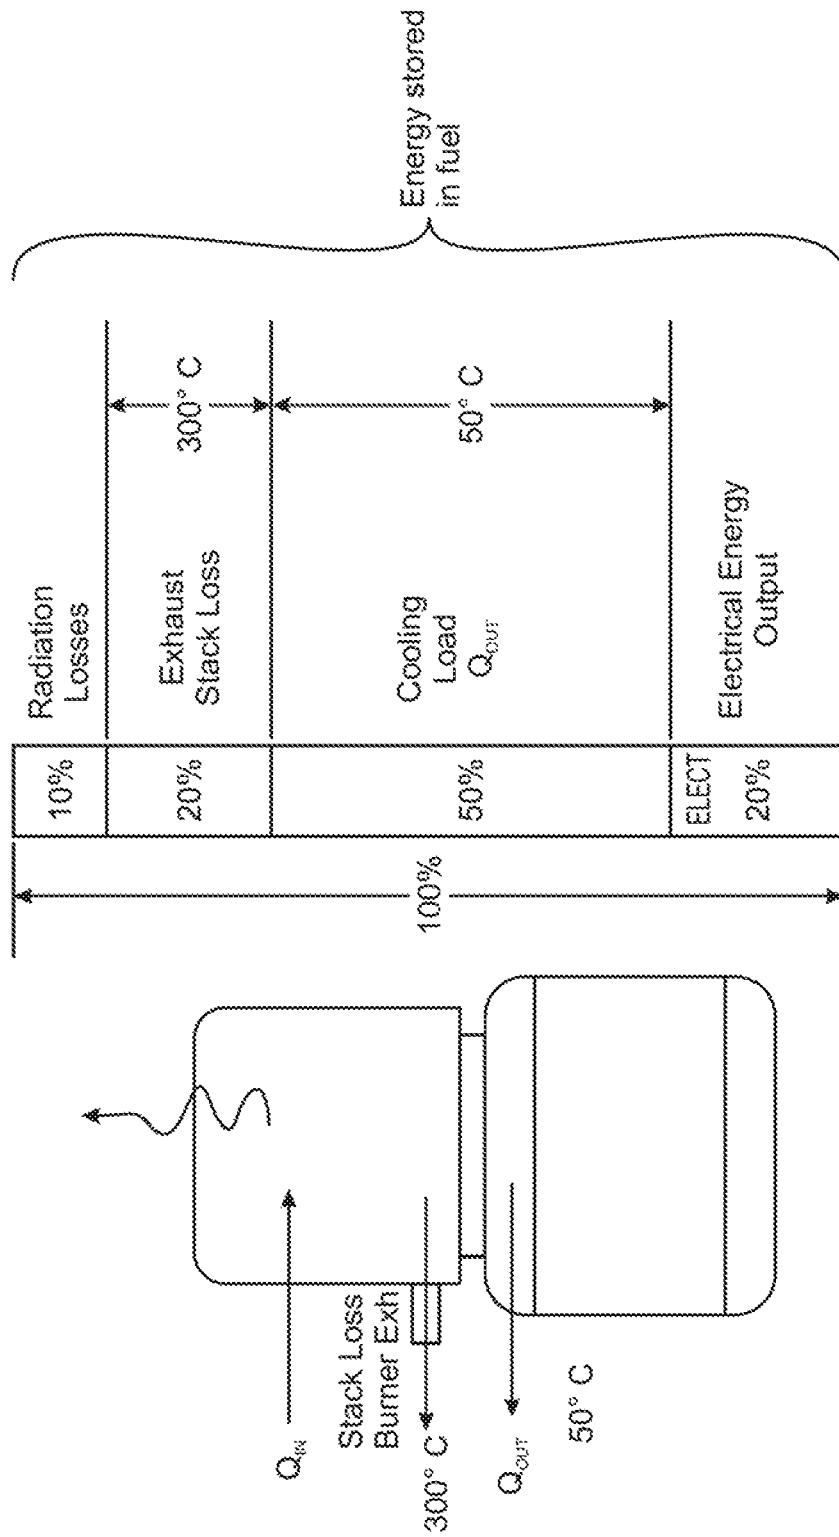 Q_IN
Stack Loss
Burner Exh
300° C
Q_OUT
50° C
100%
10%
20%
50%
ELECT
20%
Radiation
Losses
Exhaust
Stack Loss
Cooling
Load
Q_OUT
Electrical Energy
Output
300° C
50° C
Energy stored
in fuel